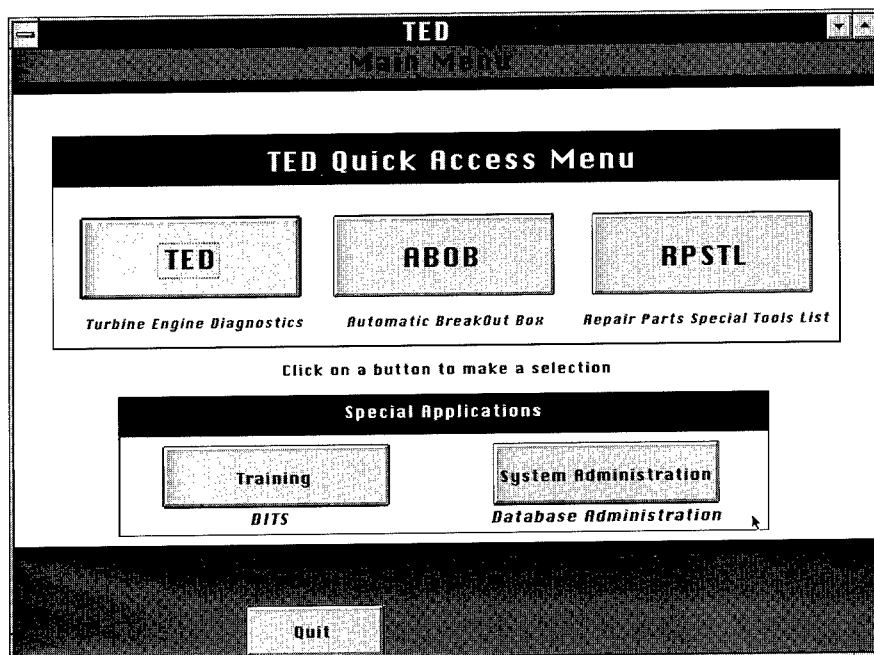 TED
Main Menu
TED Quick Access Menu
TED ABOB RPSTL
Turbine Engine Diagnostics Automatic BreakOut Box Repair Parts Special Tools List
Click on a button to make a selection
Special Applications
Training System Administration
DITS Database Administration
Quit